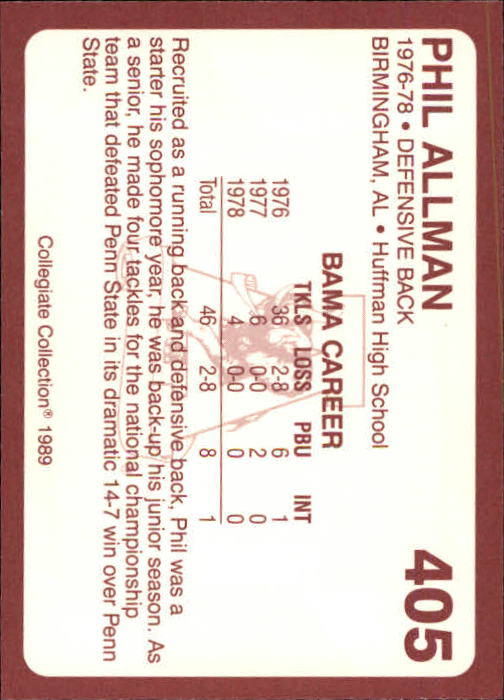 PHIL ALLMAN 405
1976-78 • DEFENSIVE BACK
BIRMINGHAM, AL • Huffman High School
BAMA CAREER
TKLS LOSS PBU INT
1976 36 2-8 6 1
1977 6 0-0 2 0
1978 4 0-0 0 0
Total 46 2-8 8 1
Recruited as a running back and defensive back, Phil was a
starter his sophomore year, he was back-up his junior season. As
a senior, he made four tackles for the national championship
team that defeated Penn State in its dramatic 14-7 win over Penn
State.
Collegiate Collection® 1989